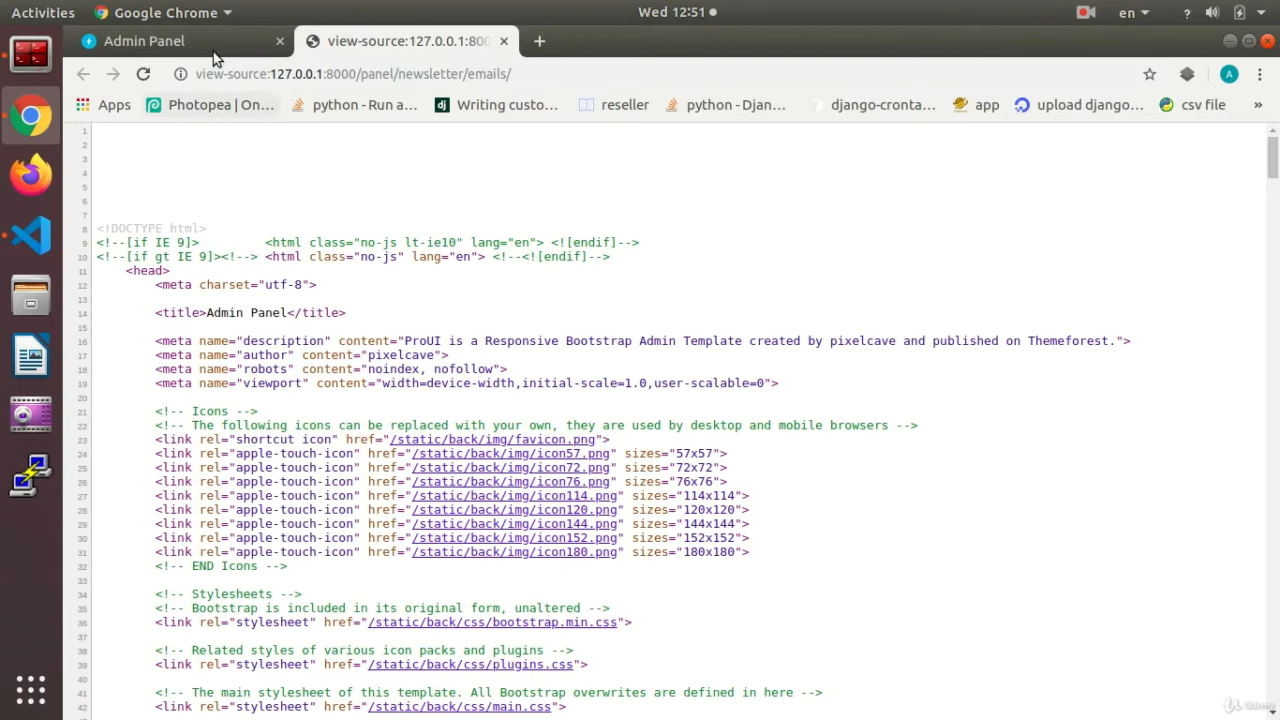 Activities Google Chrome Wed 12:51 en ?
Admin Panel × view-source:127.0.0.1:800 × +
view-source:127.0.0.1:8000/panel/newsletter/emails/ A
Apps Photopea | On... python - Run a... dj Writing custo... reseller python - Djan... django-cronta... app upload django... csv file »
1
2
3
4
5
6
7
8 <!DOCTYPE html>
9 <!--[if IE 9]>         <html class="no-js lt-ie10" lang="en"> <![endif]-->
10 <!--[if gt IE 9]><!--> <html class="no-js" lang="en"> <!--<![endif]-->
11     <head>
12         <meta charset="utf-8">
13
14         <title>Admin Panel</title>
15
16         <meta name="description" content="ProUI is a Responsive Bootstrap Admin Template created by pixelcave and published on Themeforest.">
17         <meta name="author" content="pixelcave">
18         <meta name="robots" content="noindex, nofollow">
19         <meta name="viewport" content="width=device-width,initial-scale=1.0,user-scalable=0">
20
21         <!-- Icons -->
22         <!-- The following icons can be replaced with your own, they are used by desktop and mobile browsers -->
23         <link rel="shortcut icon" href="/static/back/img/favicon.png">
24         <link rel="apple-touch-icon" href="/static/back/img/icon57.png" sizes="57x57">
25         <link rel="apple-touch-icon" href="/static/back/img/icon72.png" sizes="72x72">
26         <link rel="apple-touch-icon" href="/static/back/img/icon76.png" sizes="76x76">
27         <link rel="apple-touch-icon" href="/static/back/img/icon114.png" sizes="114x114">
28         <link rel="apple-touch-icon" href="/static/back/img/icon120.png" sizes="120x120">
29         <link rel="apple-touch-icon" href="/static/back/img/icon144.png" sizes="144x144">
30         <link rel="apple-touch-icon" href="/static/back/img/icon152.png" sizes="152x152">
31         <link rel="apple-touch-icon" href="/static/back/img/icon180.png" sizes="180x180">
32         <!-- END Icons -->
33
34         <!-- Stylesheets -->
35         <!-- Bootstrap is included in its original form, unaltered -->
36         <link rel="stylesheet" href="/static/back/css/bootstrap.min.css">
37
38         <!-- Related styles of various icon packs and plugins -->
39         <link rel="stylesheet" href="/static/back/css/plugins.css">
40
41         <!-- The main stylesheet of this template. All Bootstrap overwrites are defined in here -->
42         <link rel="stylesheet" href="/static/back/css/main.css">
Udemy